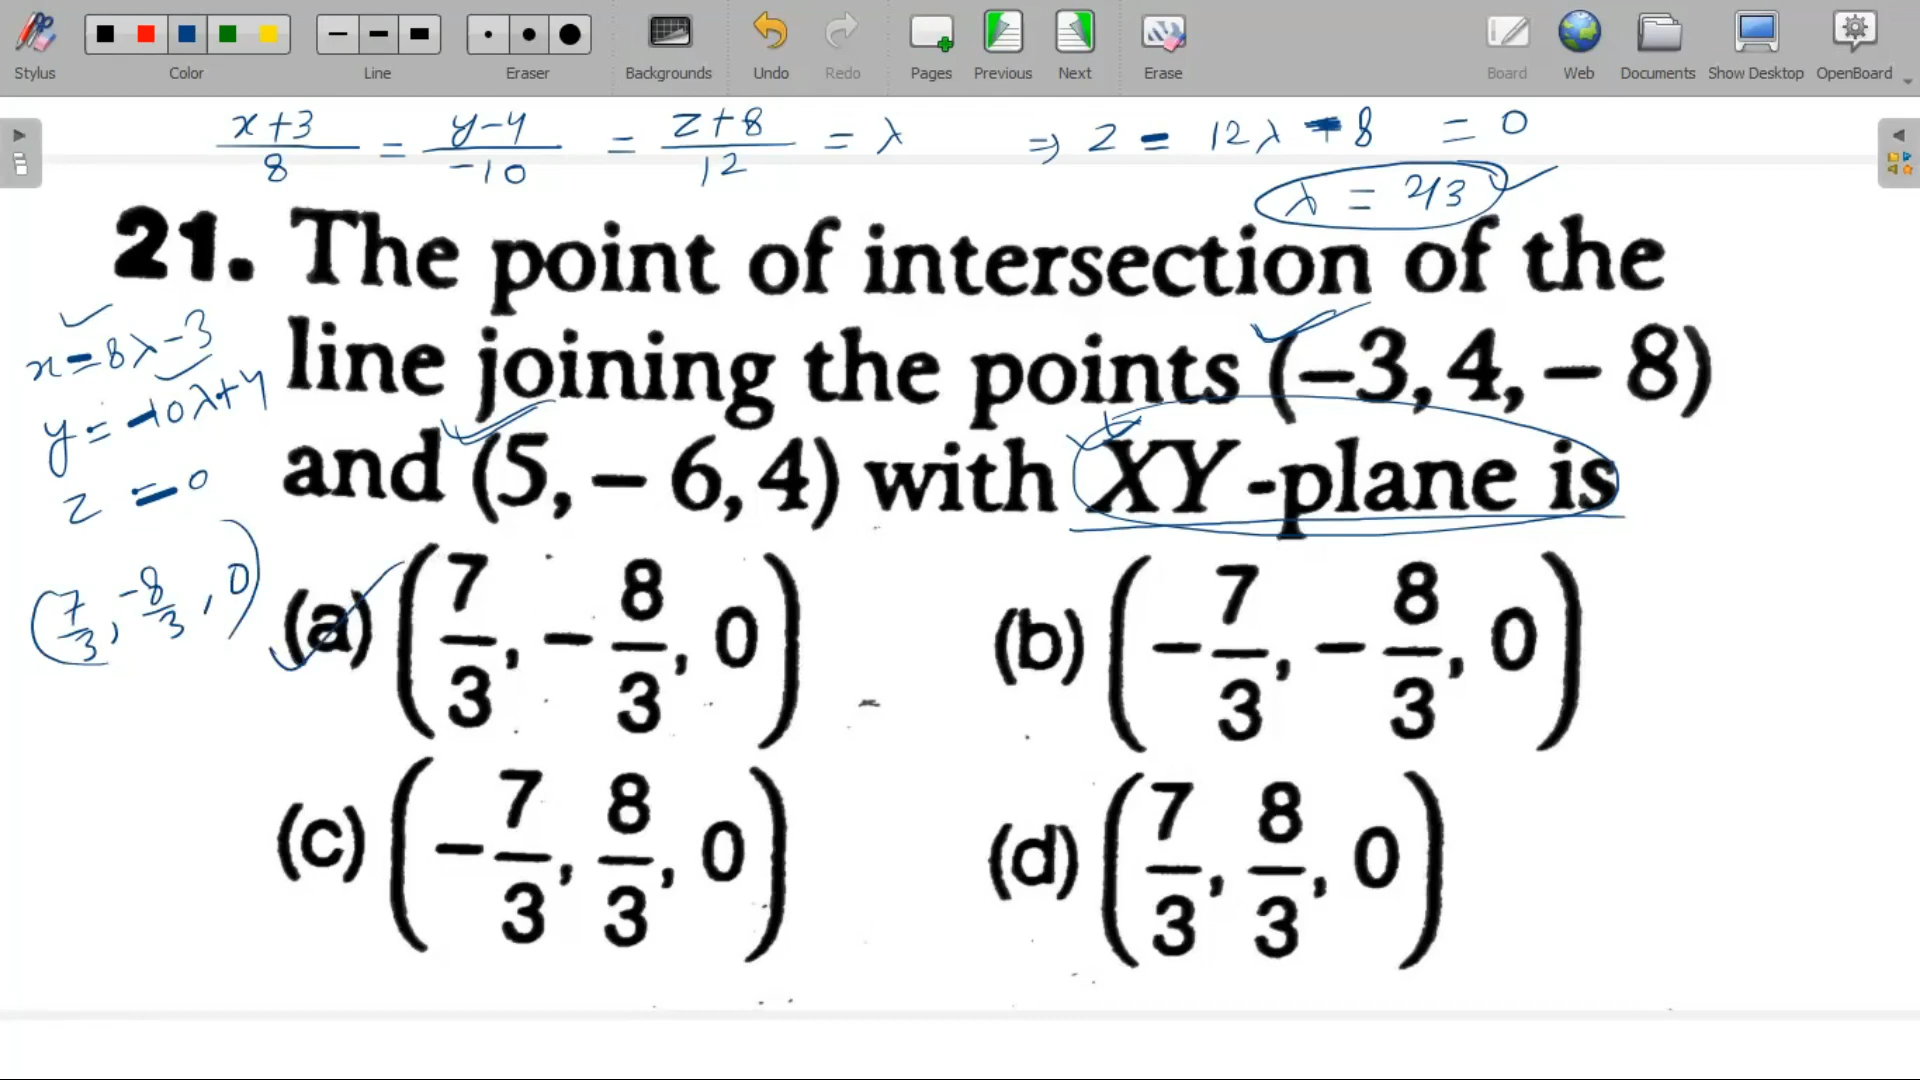 Stylus Color Line Eraser Backgrounds Undo Redo Pages Previous Next Erase Board Web Documents Show Desktop OpenBoard
x+3/8 = y-4/-10 = z+8/12 = λ ⇒ z = 12λ - 8 = 0
λ = 2/3
21. The point of intersection of the
line joining the points (–3, 4, – 8)
and (5, – 6, 4) with XY-plane is
x = 8λ-3
y = -10λ+4
z = 0
(7/3, -8/3, 0)
(a) (7/3, – 8/3, 0) (b) (– 7/3, – 8/3, 0)
(c) (– 7/3, 8/3, 0) (d) (7/3, 8/3, 0)